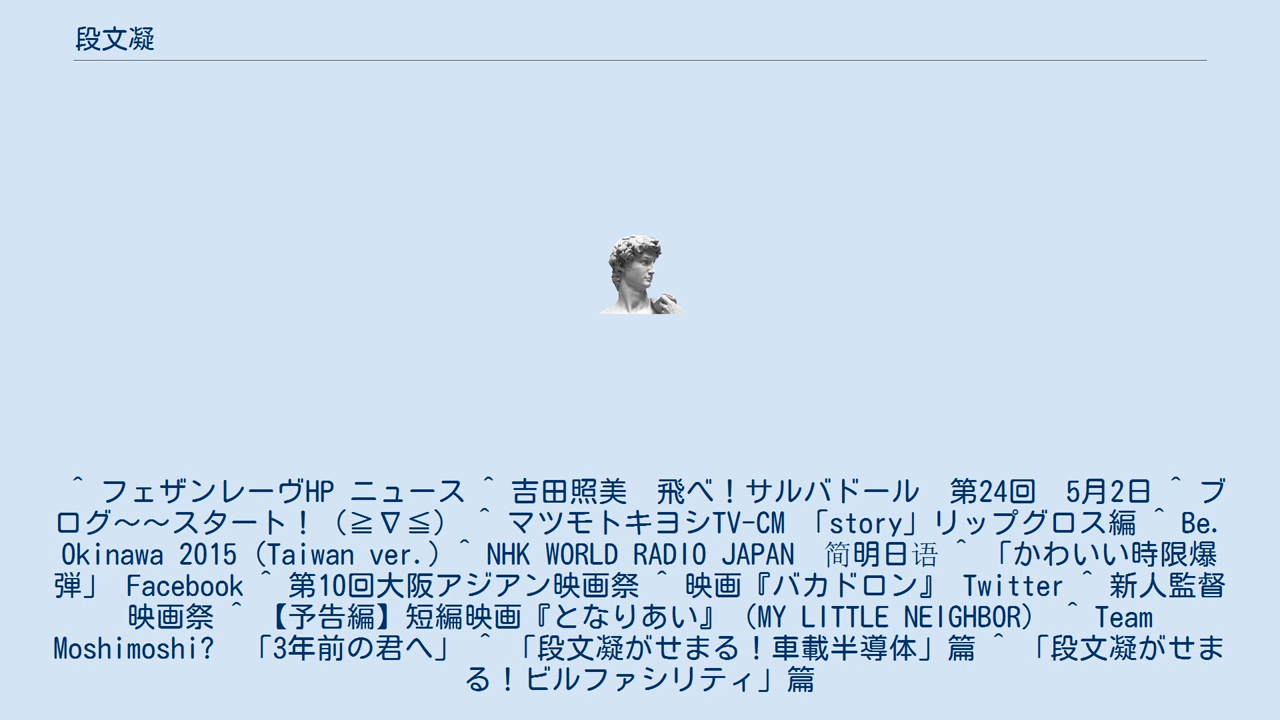 段文凝
^ フェザンレーヴHP ニュース ^ 吉田照美　飛べ！サルバドール　第24回　5月2日 ^ ブ
ログ〜〜スタート！（≧∇≦） ^ マツモトキヨシTV-CM 「story」リップグロス編 ^ Be.
Okinawa 2015（Taiwan ver.）^ NHK WORLD RADIO JAPAN　简明日语 ^ 「かわいい時限爆
弾」 Facebook ^ 第10回大阪アジアン映画祭 ^ 映画『バカドロン』 Twitter ^ 新人監督
映画祭 ^ 【予告編】短編映画『となりあい』（MY LITTLE NEIGHBOR） ^ Team
Moshimoshi?　「3年前の君へ」 ^ 「段文凝がせまる！車載半導体」篇 ^ 「段文凝がせま
る！ビルファシリティ」篇